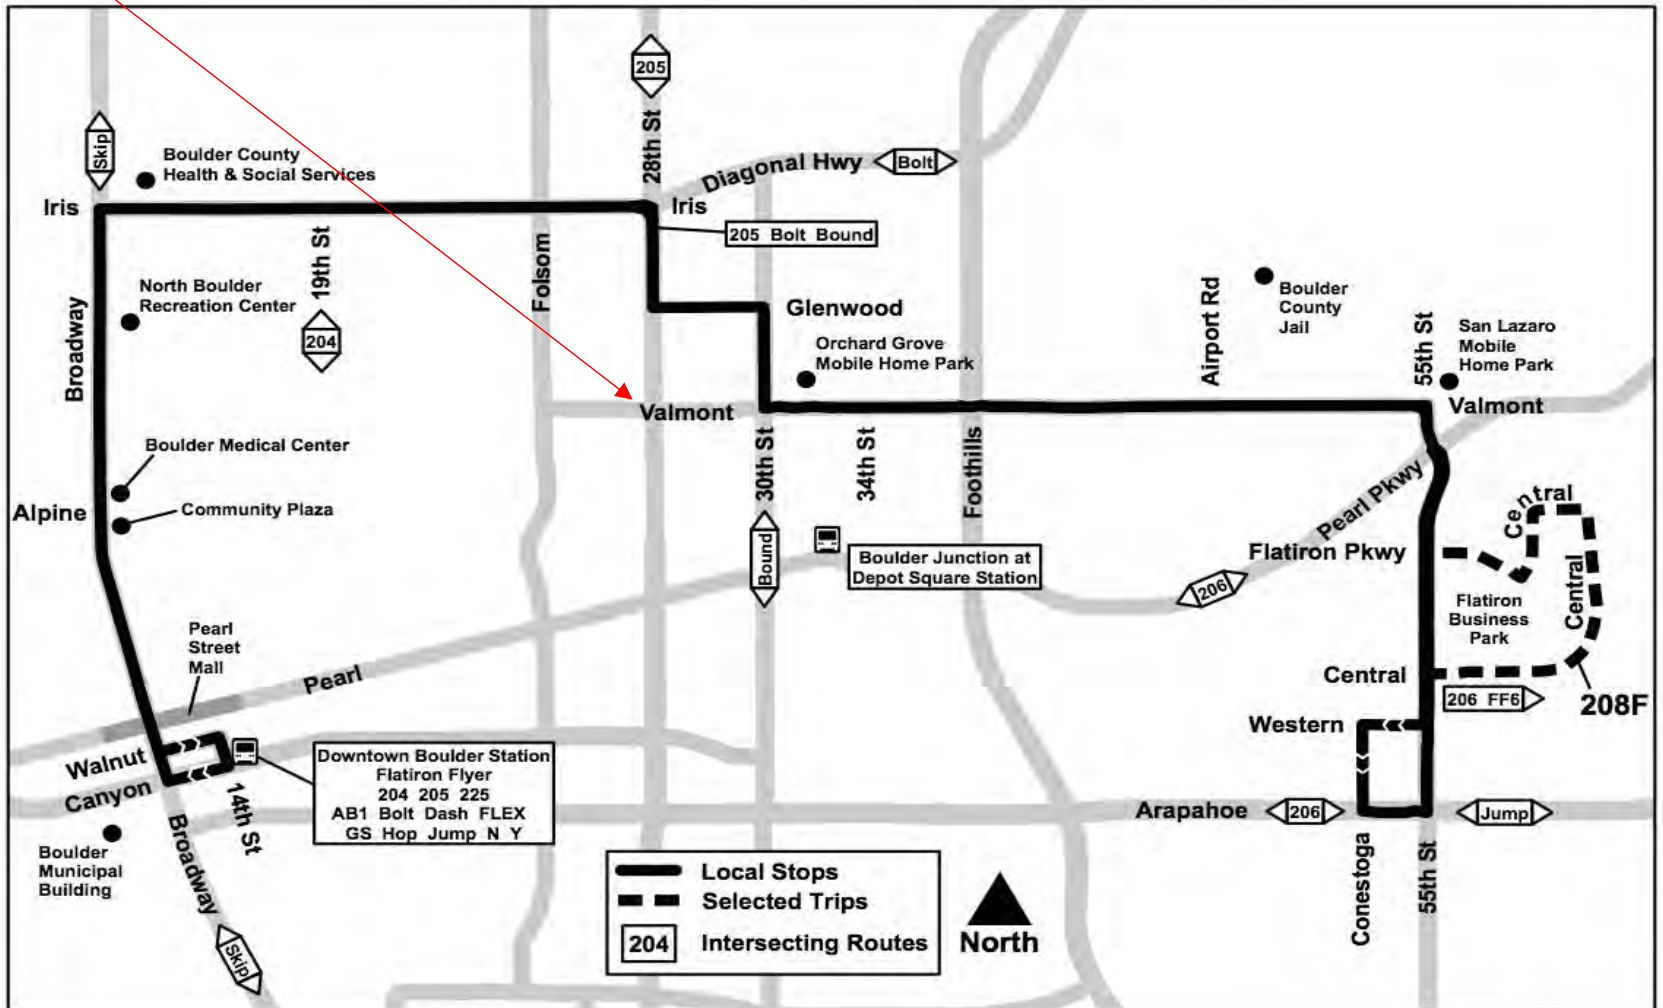 205
28th St
Skip
Boulder County
Health & Social Services
Diagonal Hwy
Bolt
Iris
Iris
205 Bolt Bound
19th St
Folsom
North Boulder
Recreation Center
Broadway
204
Glenwood
Orchard Grove
Mobile Home Park
Airport Rd
Boulder
County
Jail
55th St
San Lazaro
Mobile
Home Park
Valmont
Valmont
Boulder Medical Center
30th St
34th St
Foothills
Pearl Pkwy
Central
Alpine
Community Plaza
Bound
Boulder Junction at
Depot Square Station
Flatiron Pkwy
206
Central
Flatiron
Business
Park
Pearl
Street
Mall
Pearl
Central
206 FF6
208F
Western
Walnut
Canyon
14th St
Downtown Boulder Station
Flatiron Flyer
204 205 225
AB1 Bolt Dash FLEX
GS Hop Jump N Y
Arapahoe
206
Jump
Boulder
Municipal
Building
Broadway
Skip
Conestoga
55th St
Local Stops
Selected Trips
204 Intersecting Routes
North